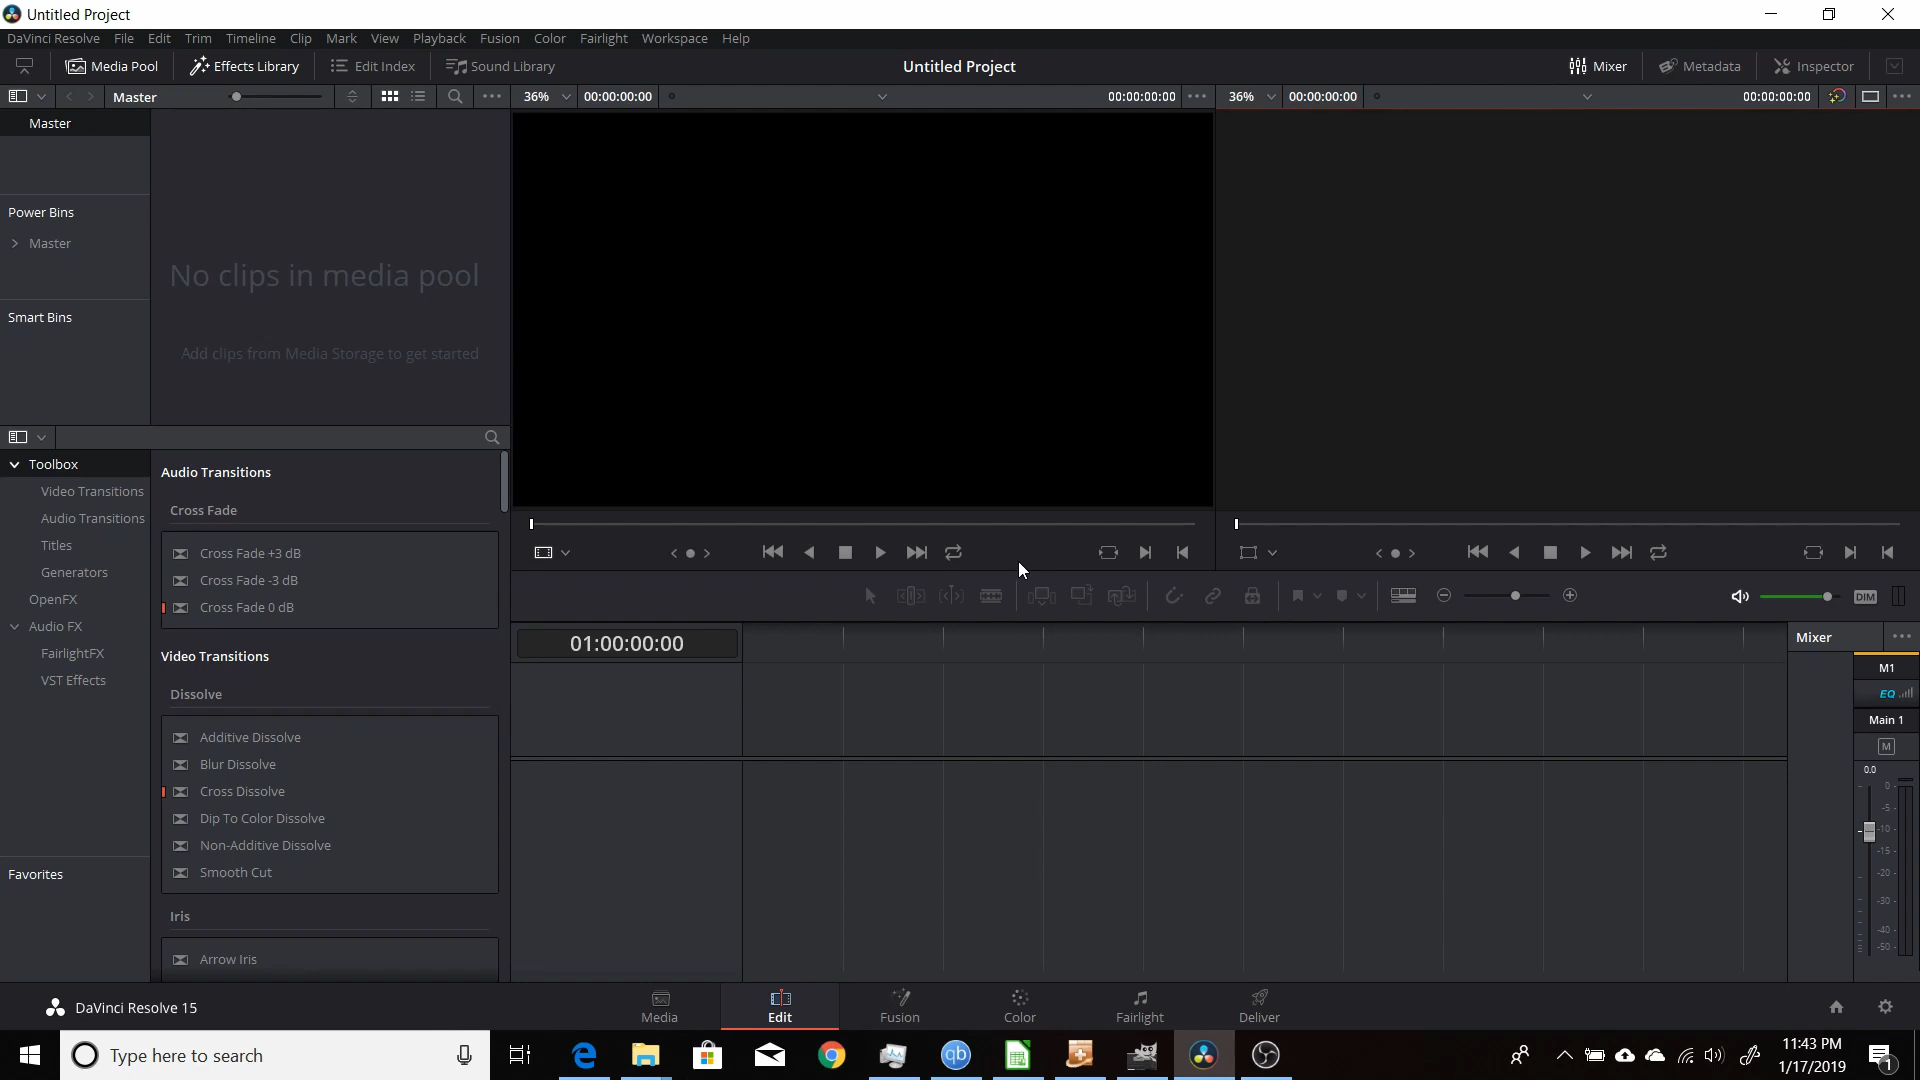 Untitled Project
DaVinci Resolve File Edit Trim Timeline Clip Mark View Playback Fusion Color Fairlight Workspace Help
Media Pool Effects Library Edit Index Sound Library Untitled Project Mixer Metadata Inspector
Master 36% 00:00:00:00 00:00:00:00 36% 00:00:00:00 00:00:00:00
Master
Power Bins
Master
No clips in media pool
Smart Bins
Add clips from Media Storage to get started
Toolbox
Video Transitions
Audio Transitions
Titles
Generators
OpenFX
Audio FX
FairlightFX
VST Effects
Favorites
Audio Transitions
Cross Fade
Cross Fade +3 dB
Cross Fade -3 dB
Cross Fade 0 dB
Video Transitions
Dissolve
Additive Dissolve
Blur Dissolve
Cross Dissolve
Dip To Color Dissolve
Non-Additive Dissolve
Smooth Cut
Iris
Arrow Iris
DIM
01:00:00:00
Mixer
M1
EQ
Main 1
M
0.0
0
-5
-10
-15
-20
-30
-40
-50
DaVinci Resolve 15
Media Edit Fusion Color Fairlight Deliver
Type here to search
qb
11:43 PM
1/17/2019
1